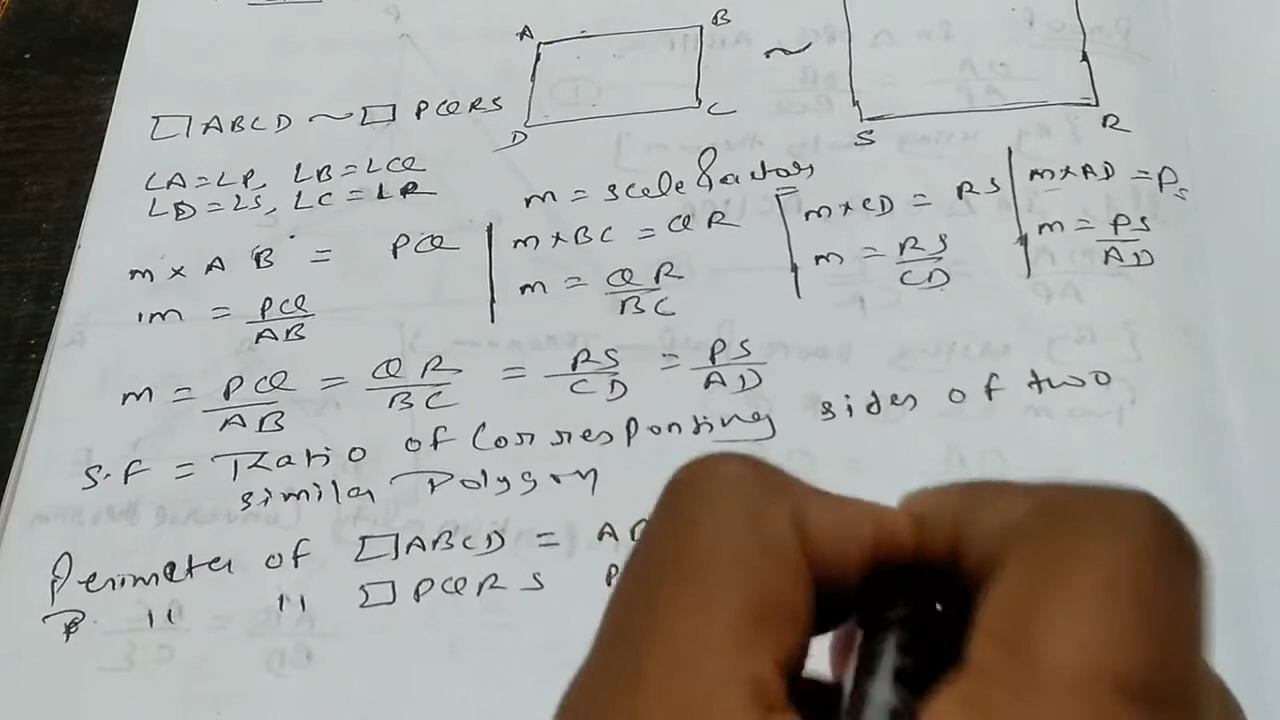 A B
~
□ABCD ~ □ PQRS
D C
S R
∠A=∠P, ∠B=∠Q
∠D=∠S, ∠C=∠R
m = scele factor
m × AB = PQ
m = PQ/AB
m×BC = QR
m = QR/BC
m×CD = RS
m = RS/CD
m×AD = PS
m = PS/AD
m = PQ/AB = QR/BC = RS/CD = PS/AD
S.F = Ratio of Corresponting sides of two
similar Polygon
Perimeter of □ABCD = A
P. " " □PQRS P